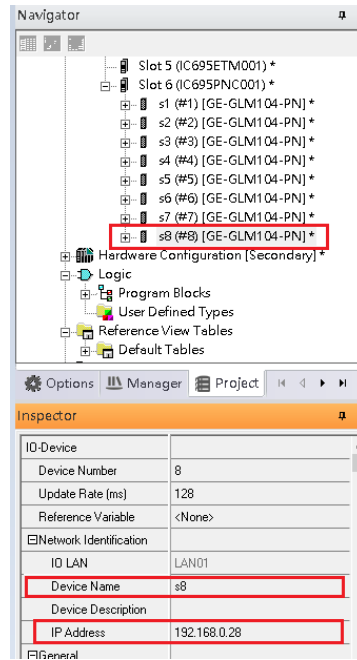 Navigator
Slot 5 (IC695ETM001) *
Slot 6 (IC695PNC001) *
s1 (#1) [GE-GLM104-PN] *
s2 (#2) [GE-GLM104-PN] *
s3 (#3) [GE-GLM104-PN] *
s4 (#4) [GE-GLM104-PN] *
s5 (#5) [GE-GLM104-PN] *
s6 (#6) [GE-GLM104-PN] *
s7 (#7) [GE-GLM104-PN] *
s8 (#8) [GE-GLM104-PN] *
Hardware Configuration [Secondary] *
Logic
Program Blocks
User Defined Types
Reference View Tables
Default Tables
Options Manager Project
Inspector
IO-Device
Device Number 8
Update Rate (ms) 128
Reference Variable <None>
Network Identification
IO LAN LAN01
Device Name s8
Device Description
IP Address 192.168.0.28
General